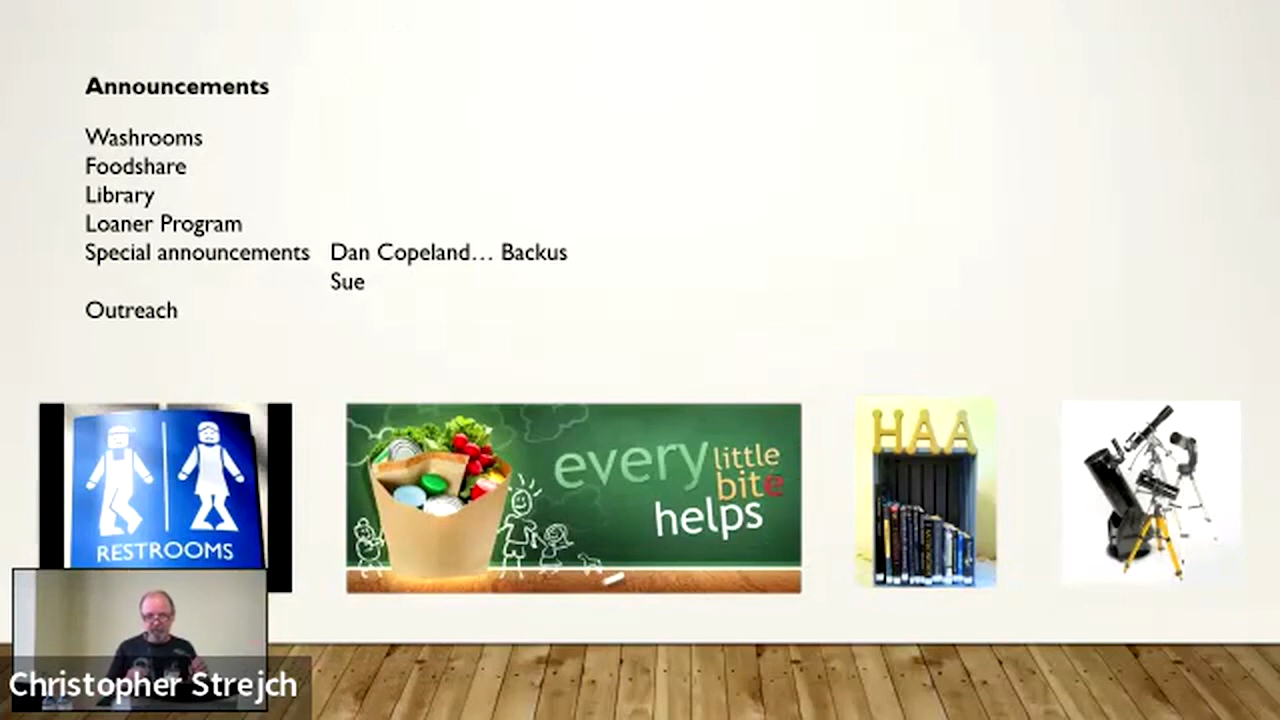 Announcements
Washrooms
Foodshare
Library
Loaner Program
Special announcements Dan Copeland… Backus
Sue
Outreach
RESTROOMS
every little
bite
helps
HAA
Christopher Strejch